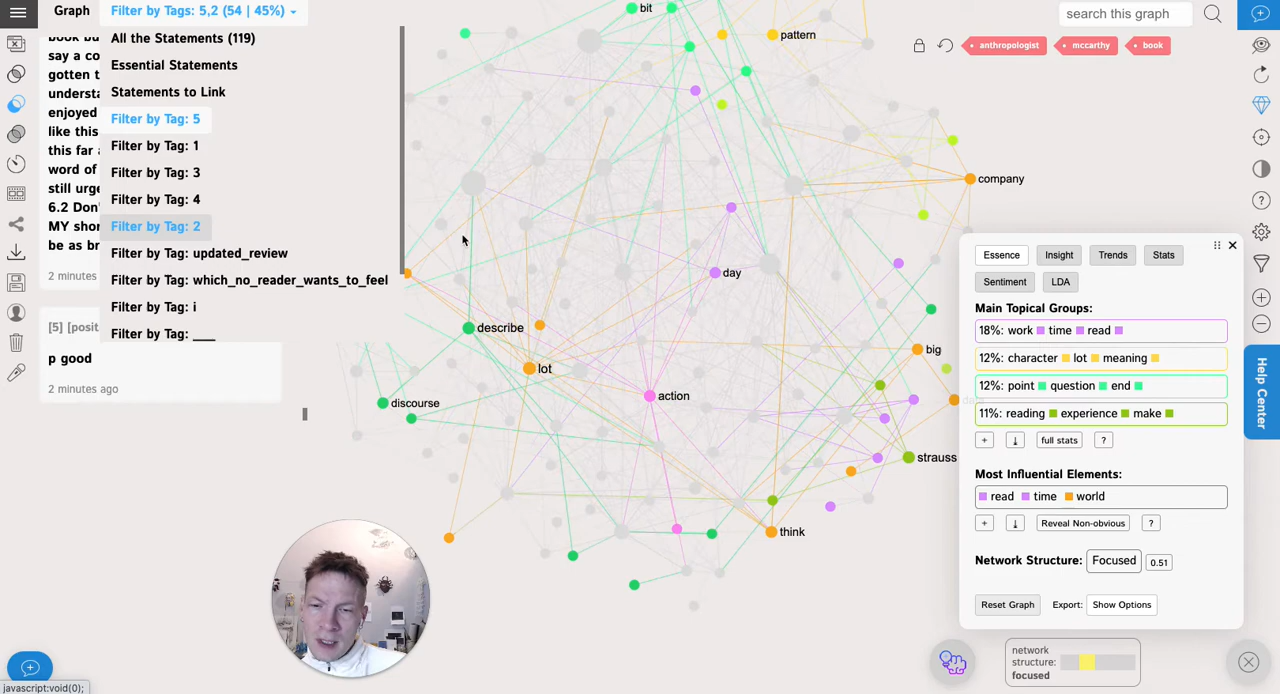 Graph
Filter by Tags: 5,2 (54 | 45%)
search this graph
book bu
say a co
gotten t
understa
enjoyed
like this
this far a
word of
still urge
6.2 Don'
MY shor
be as br
2 minutes
All the Statements (119)
Essential Statements
Statements to Link
Filter by Tag: 5
Filter by Tag: 1
Filter by Tag: 3
Filter by Tag: 4
Filter by Tag: 2
Filter by Tag: updated_review
Filter by Tag: which_no_reader_wants_to_feel
Filter by Tag: i
Filter by Tag: ___
[5] [posit
p good
2 minutes ago
anthropologist mccarthy book
bit
pattern
company
day
describe
big
lot
action
discourse
strauss
think
Essence Insight Trends Stats
Sentiment LDA
Main Topical Groups:
18%: work time read
12%: character lot meaning
12%: point question end
11%: reading experience make
+ full stats ?
Most Influential Elements:
read time world
+ Reveal Non-obvious ?
Network Structure: Focused 0.51
Reset Graph Export: Show Options
Help Center
network
structure:
focused
javascript:void(0);